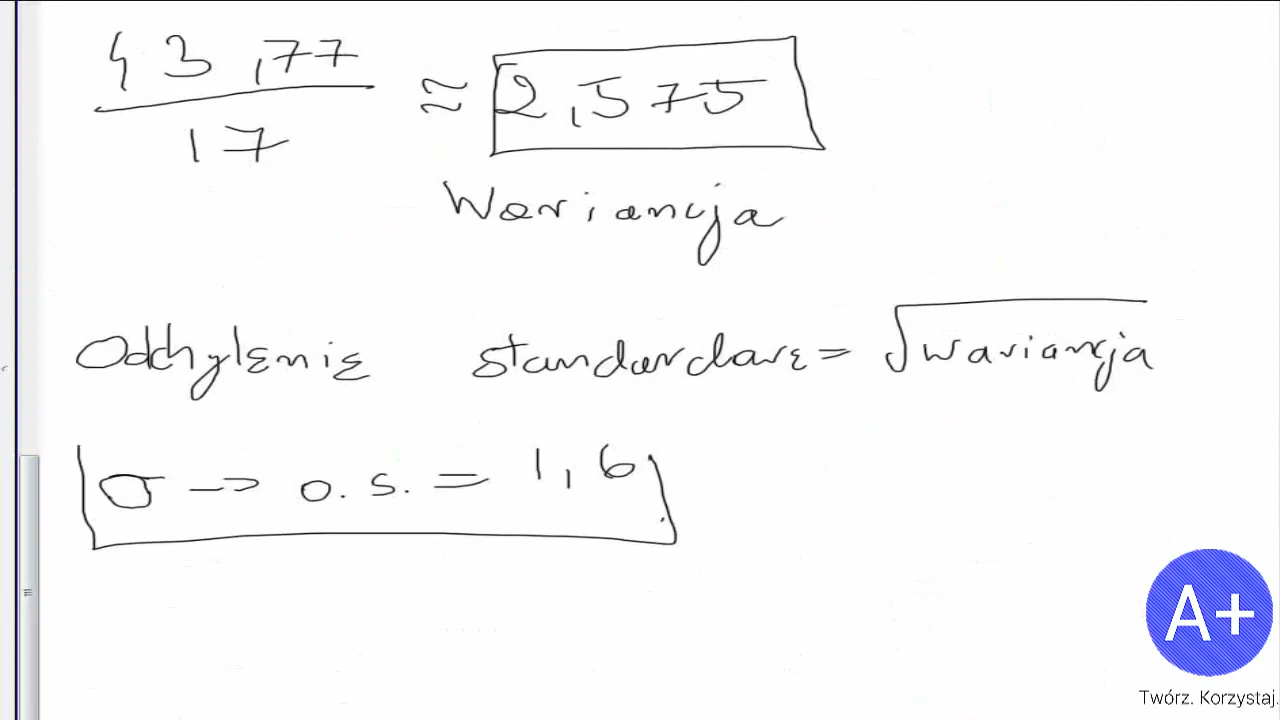 43,77
17
≈ 2,575
Wariancja
Odchylenie standardowe = √wariancja
σ -> o.s. = 1,6
A+
Twórz. Korzystaj.